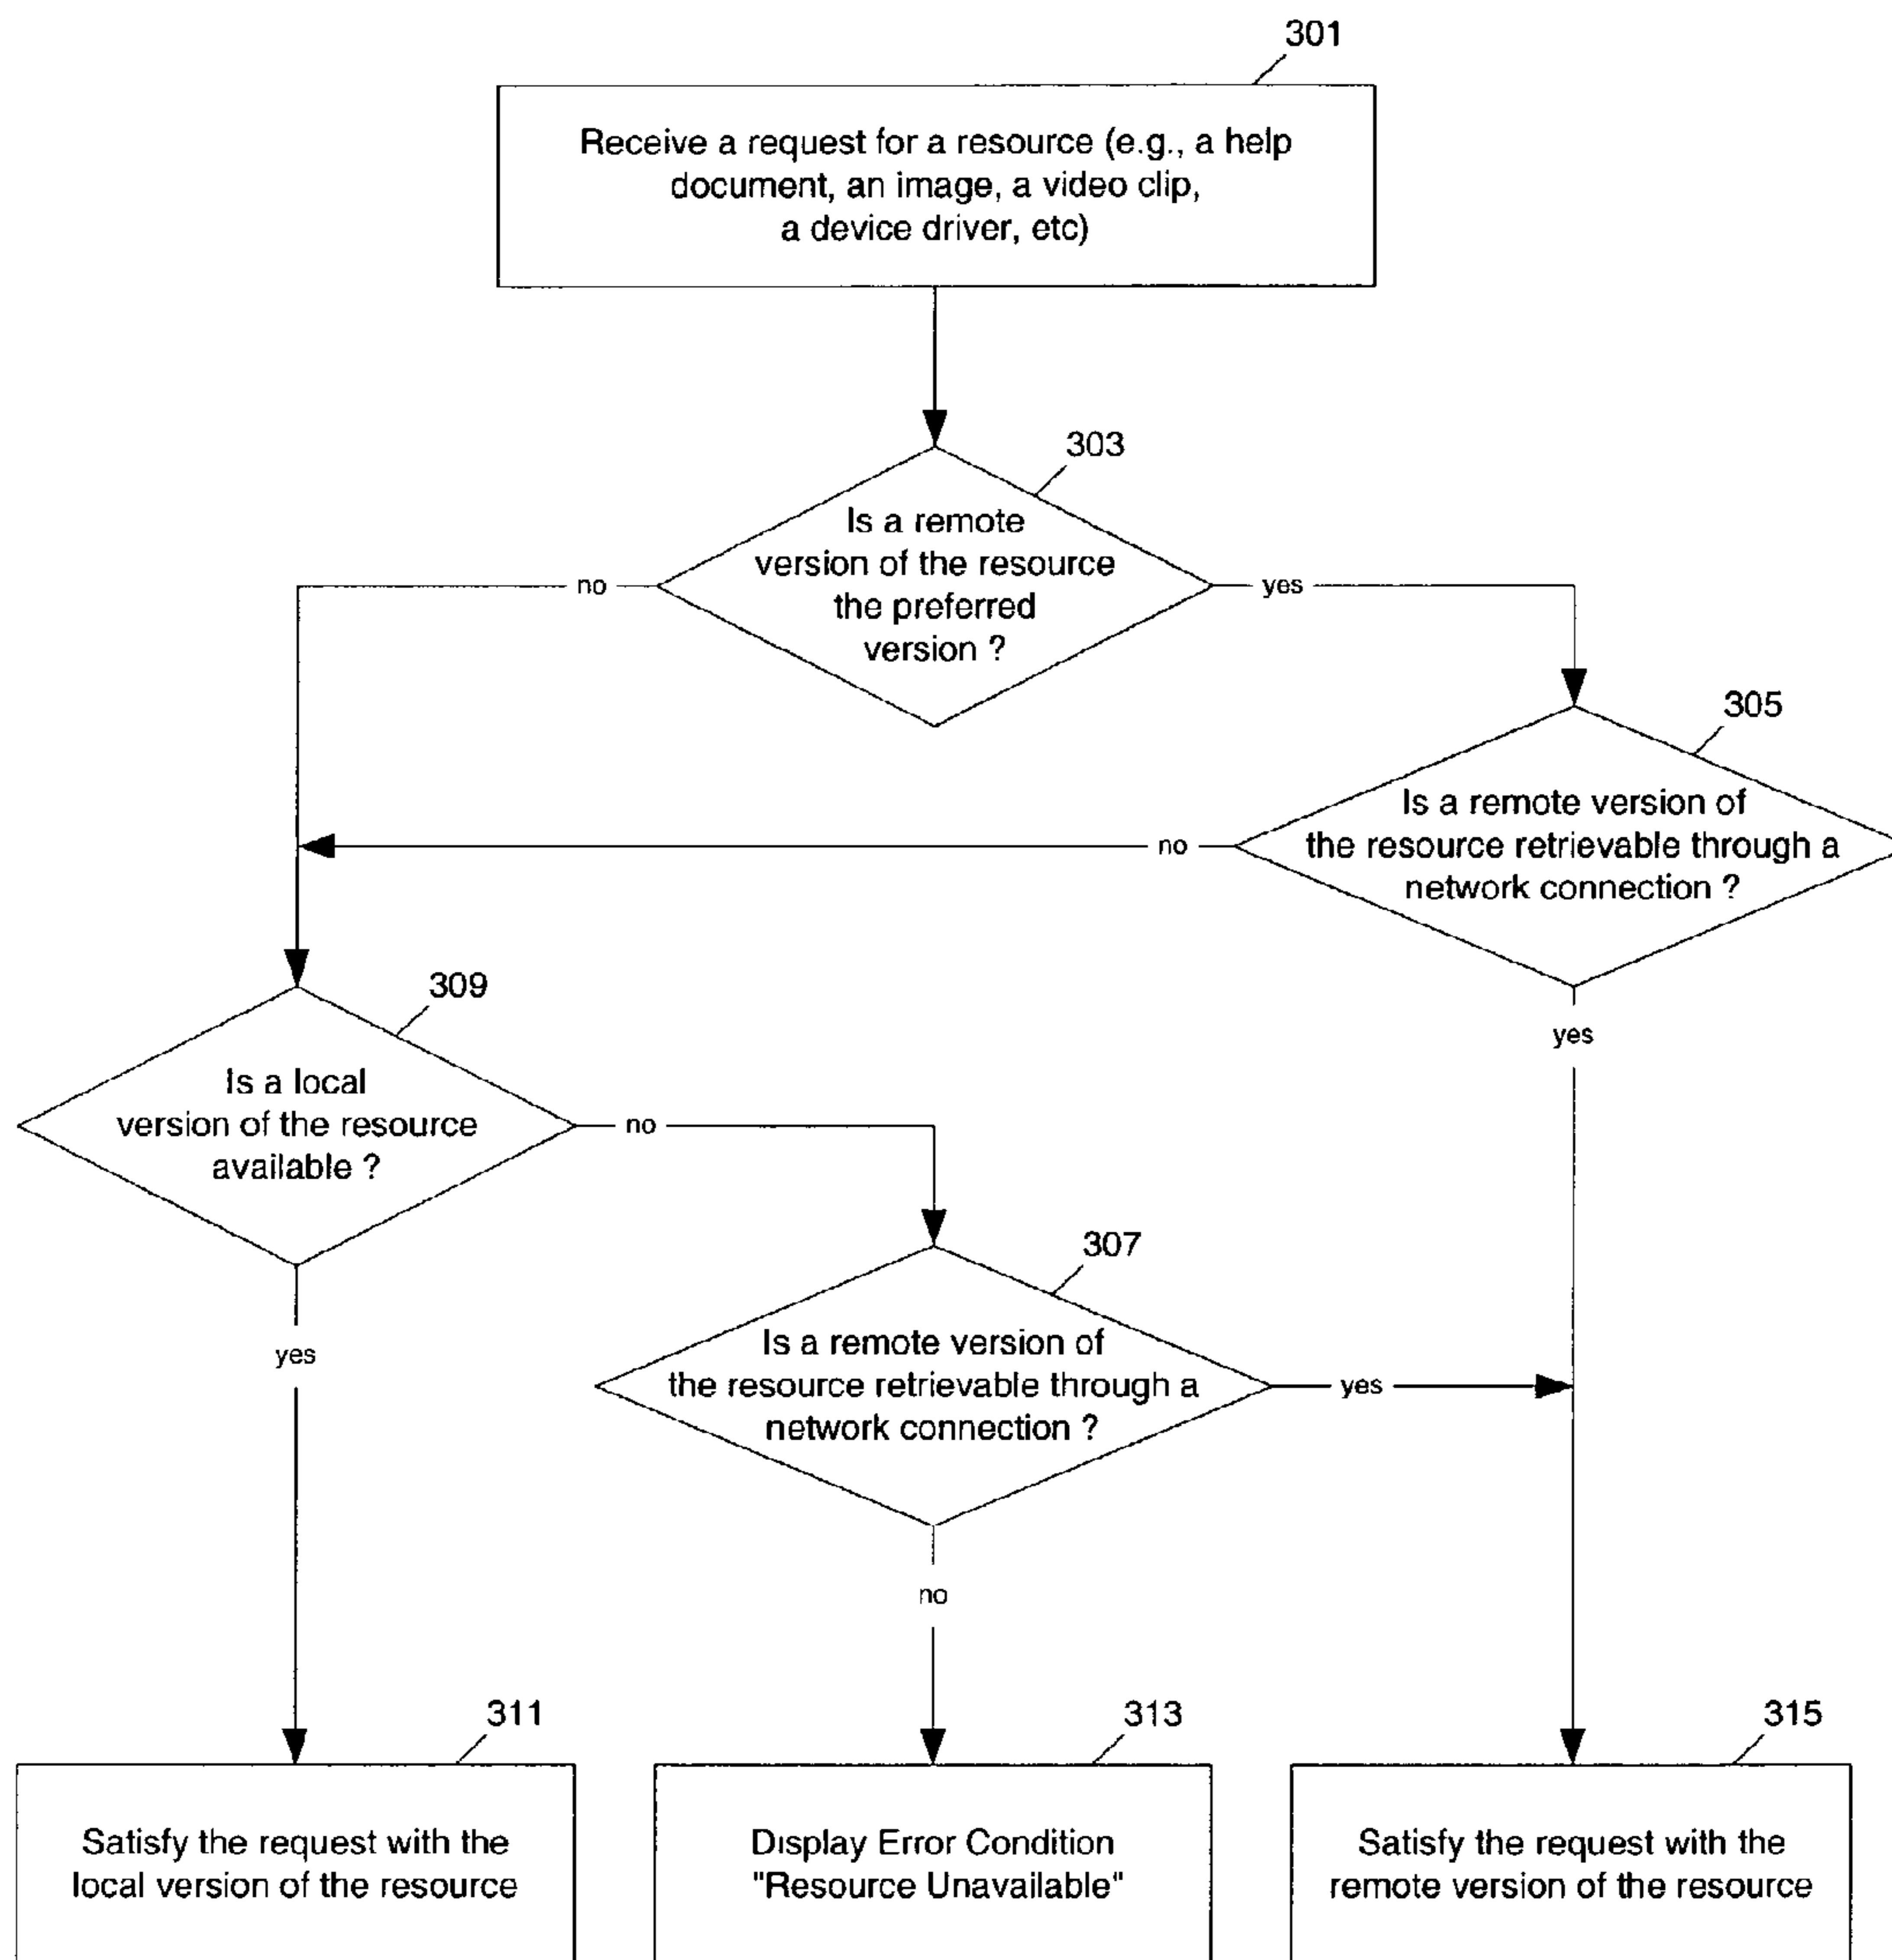 301
Receive a request for a resource (e.g., a help
document, an image, a video clip,
a device driver, etc)
303
Is a remote
version of the resource
the preferred
version ?
no
yes
305
Is a remote version of
the resource retrievable through a
network connection ?
no
yes
309
Is a local
version of the resource
available ?
no
yes
307
Is a remote version of
the resource retrievable through a
network connection ?
yes
no
311
Satisfy the request with the
local version of the resource
313
Display Error Condition
"Resource Unavailable"
315
Satisfy the request with the
remote version of the resource